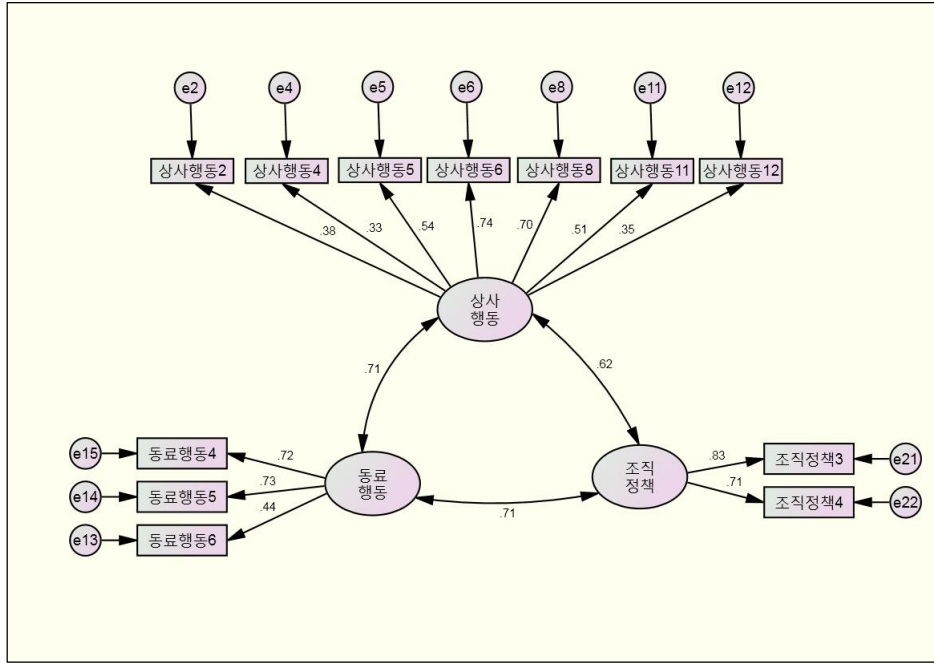 e2
e4
e5
e6
e8
e11
e12
상사행동2
상사행동4
상사행동5
상사행동6
상사행동8
상사행동11
상사행동12
.38
.33
.54
.74
.70
.51
.35
상사
행동
.71
.62
e15
동료행동4
.72
e14
동료행동5
.73
e13
동료행동6
.44
동료
행동
.71
조직
정책
.83
조직정책3
e21
.71
조직정책4
e22